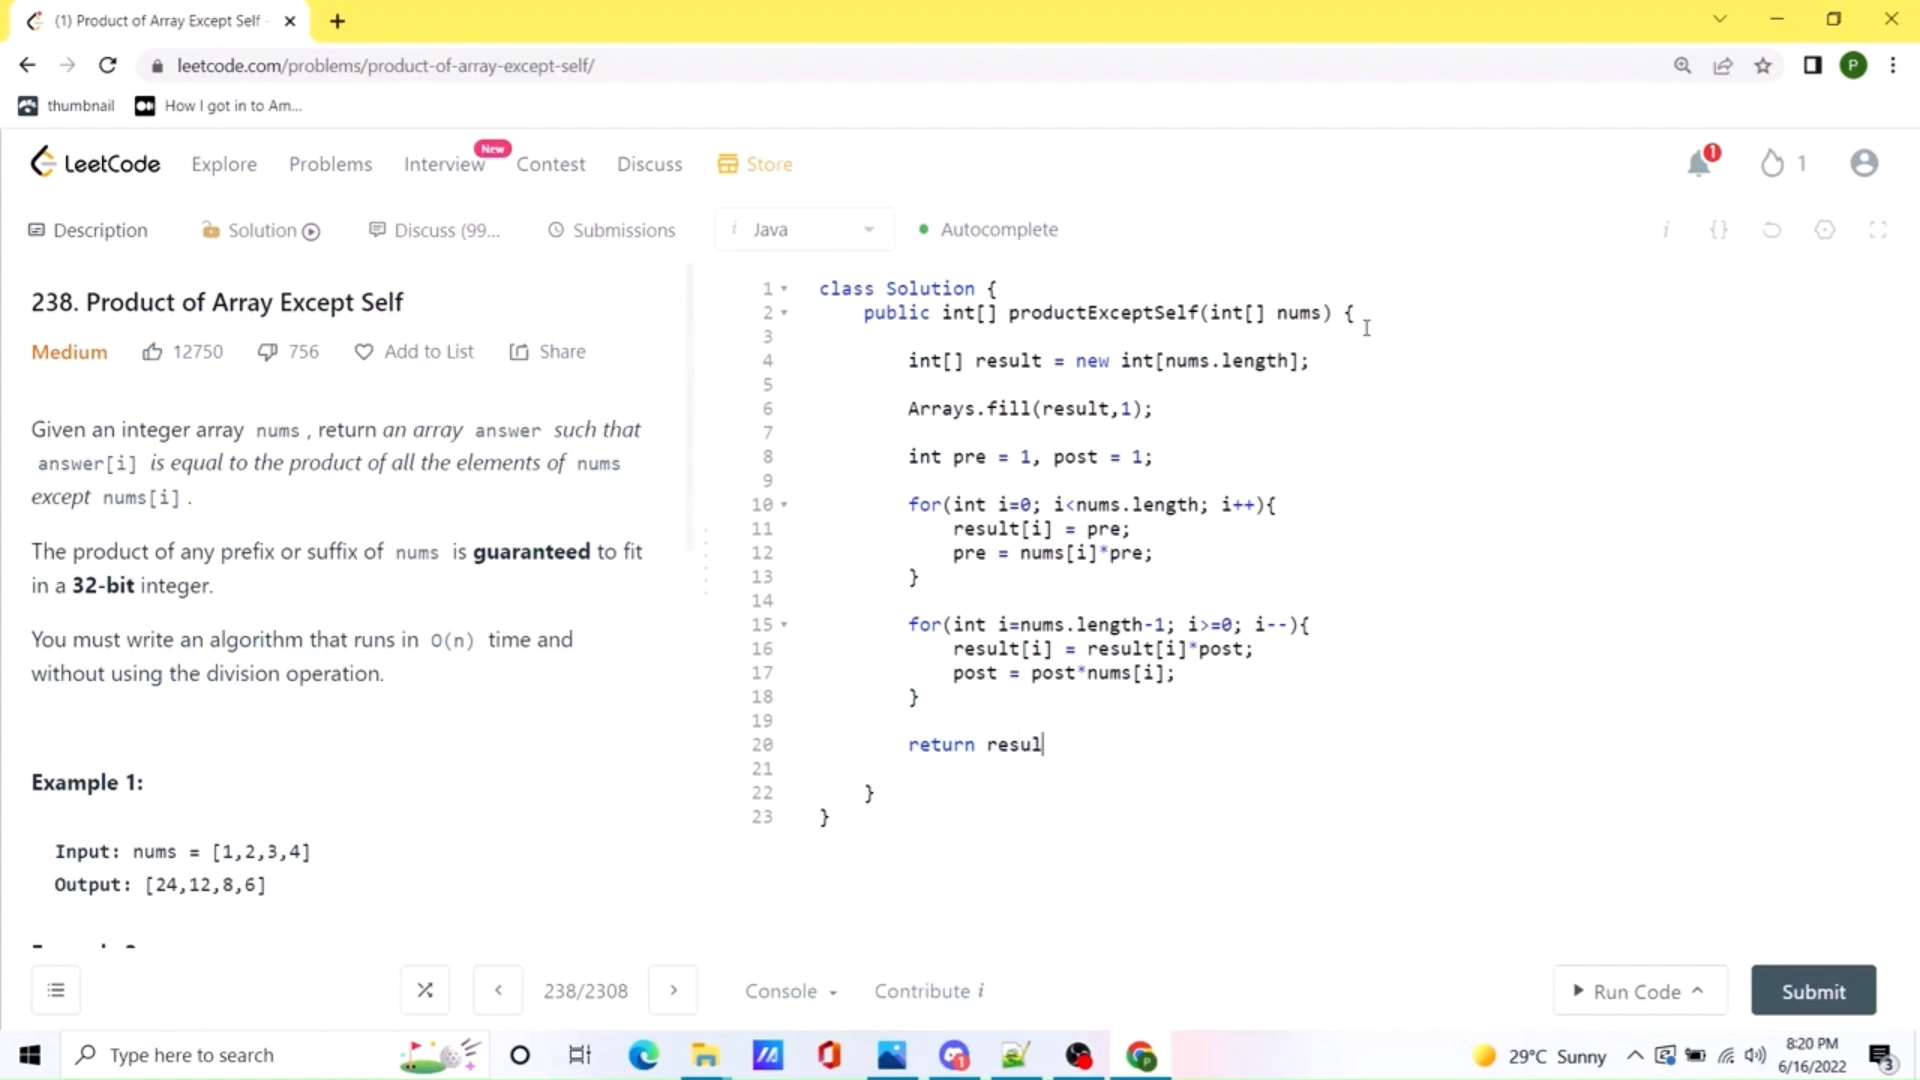 (1) Product of Array Except Self -
leetcode.com/problems/product-of-array-except-self/
P
thumbnail
How I got in to Am...
LeetCode
Explore
Problems
Interview
New
Contest
Discuss
Store
1
1
Description
Solution
Discuss (99...
Submissions
i Java
Autocomplete
i {}
238. Product of Array Except Self
Medium 12750 756 Add to List Share
Given an integer array nums , return an array answer such that
answer[i] is equal to the product of all the elements of nums
except nums[i] .
The product of any prefix or suffix of nums is guaranteed to fit
in a 32-bit integer.
You must write an algorithm that runs in O(n) time and
without using the division operation.
Example 1:
Input: nums = [1,2,3,4]
Output: [24,12,8,6]
1 class Solution {
2 public int[] productExceptSelf(int[] nums) {
3
4 int[] result = new int[nums.length];
5
6 Arrays.fill(result,1);
7
8 int pre = 1, post = 1;
9
10 for(int i=0; i<nums.length; i++){
11 result[i] = pre;
12 pre = nums[i]*pre;
13 }
14
15 for(int i=nums.length-1; i>=0; i--){
16 result[i] = result[i]*post;
17 post = post*nums[i];
18 }
19
20 return resul
21
22 }
23 }
238/2308
Console
Contribute i
Run Code
Submit
Type here to search
29°C Sunny
8:20 PM
6/16/2022
3